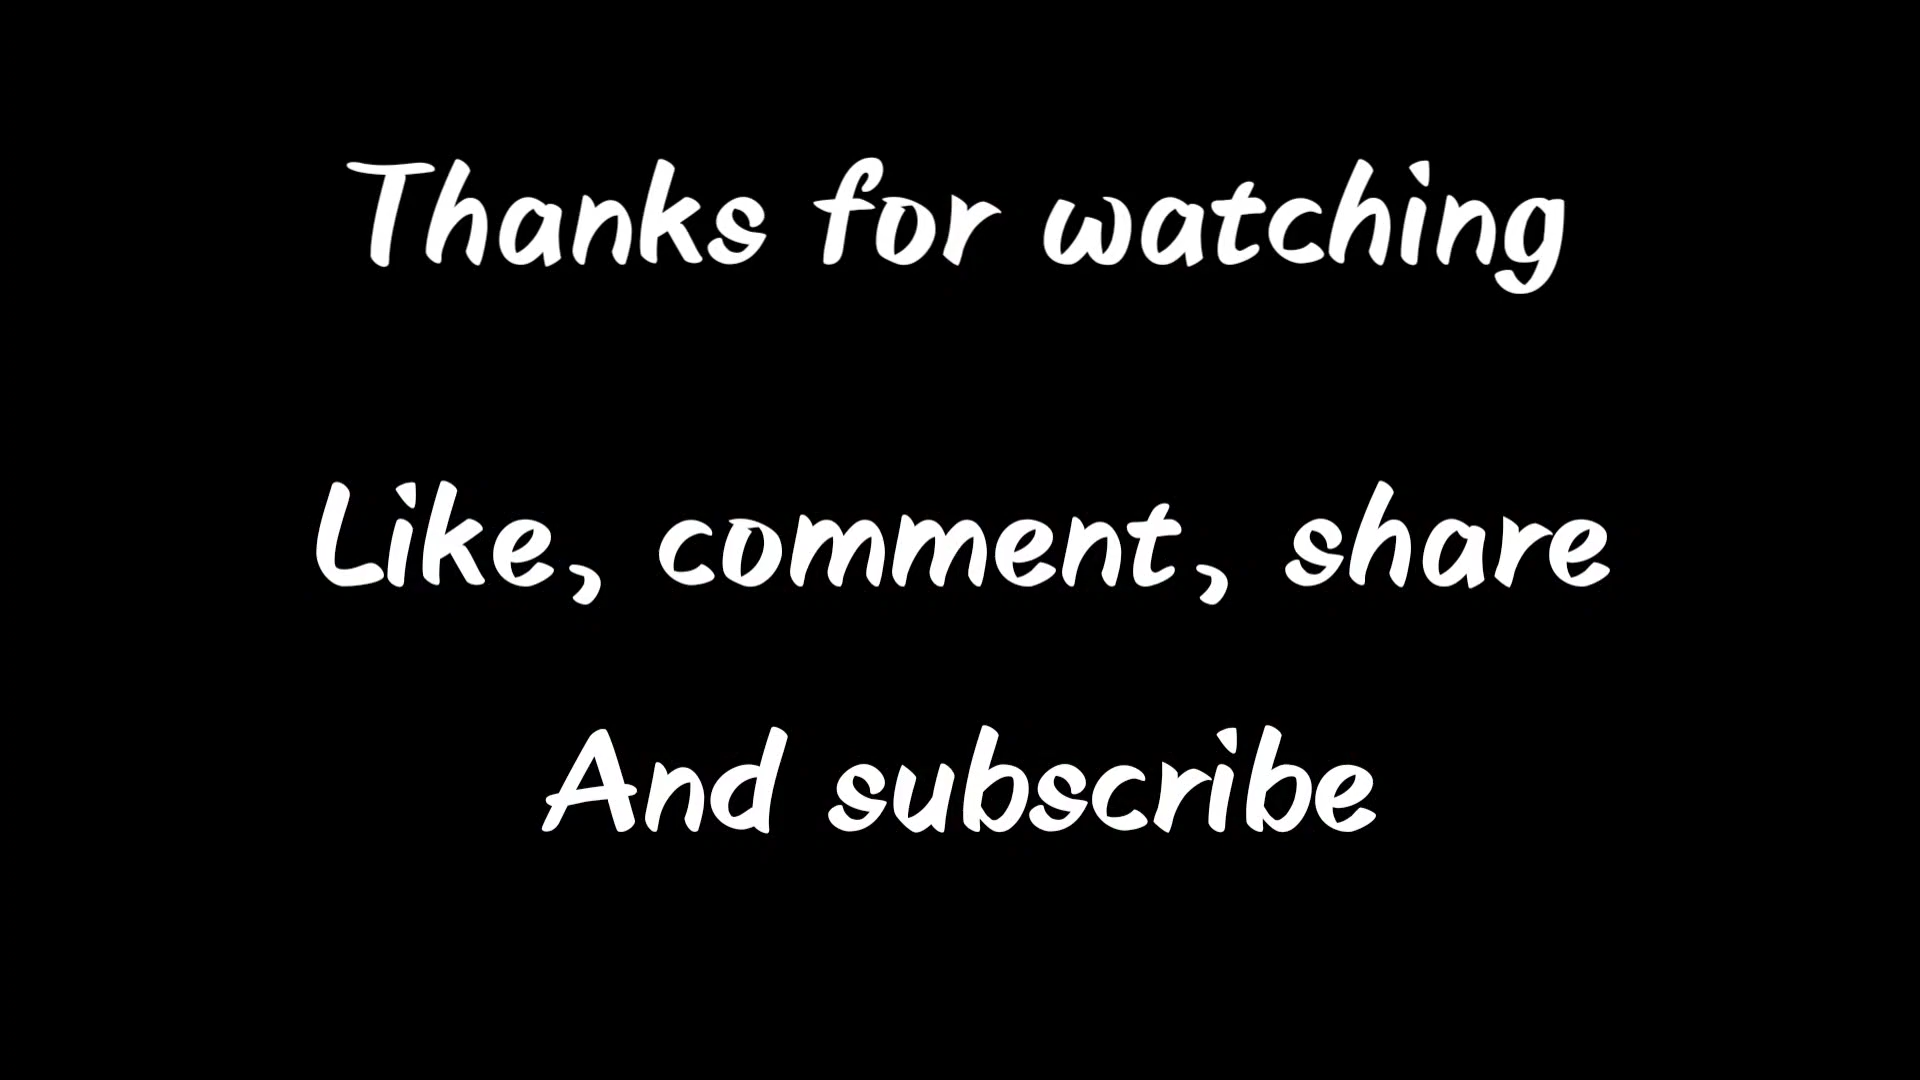 Thanks for watching
Like, comment, share
And subscribe